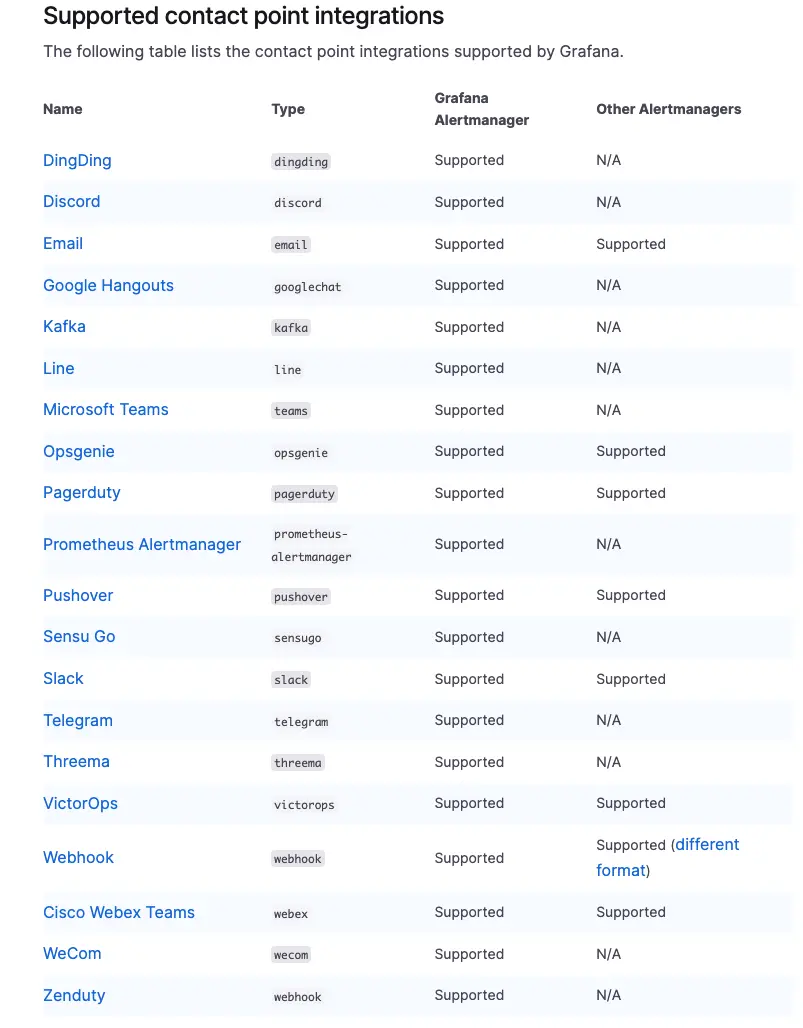 Supported contact point integrations
The following table lists the contact point integrations supported by Grafana.
Name Type Grafana Alertmanager Other Alertmanagers
DingDing dingding Supported N/A
Discord discord Supported N/A
Email email Supported Supported
Google Hangouts googlechat Supported N/A
Kafka kafka Supported N/A
Line line Supported N/A
Microsoft Teams teams Supported N/A
Opsgenie opsgenie Supported Supported
Pagerduty pagerduty Supported Supported
Prometheus Alertmanager prometheus-alertmanager Supported N/A
Pushover pushover Supported Supported
Sensu Go sensugo Supported N/A
Slack slack Supported Supported
Telegram telegram Supported N/A
Threema threema Supported N/A
VictorOps victorops Supported Supported
Webhook webhook Supported Supported (different format)
Cisco Webex Teams webex Supported Supported
WeCom wecom Supported N/A
Zenduty webhook Supported N/A